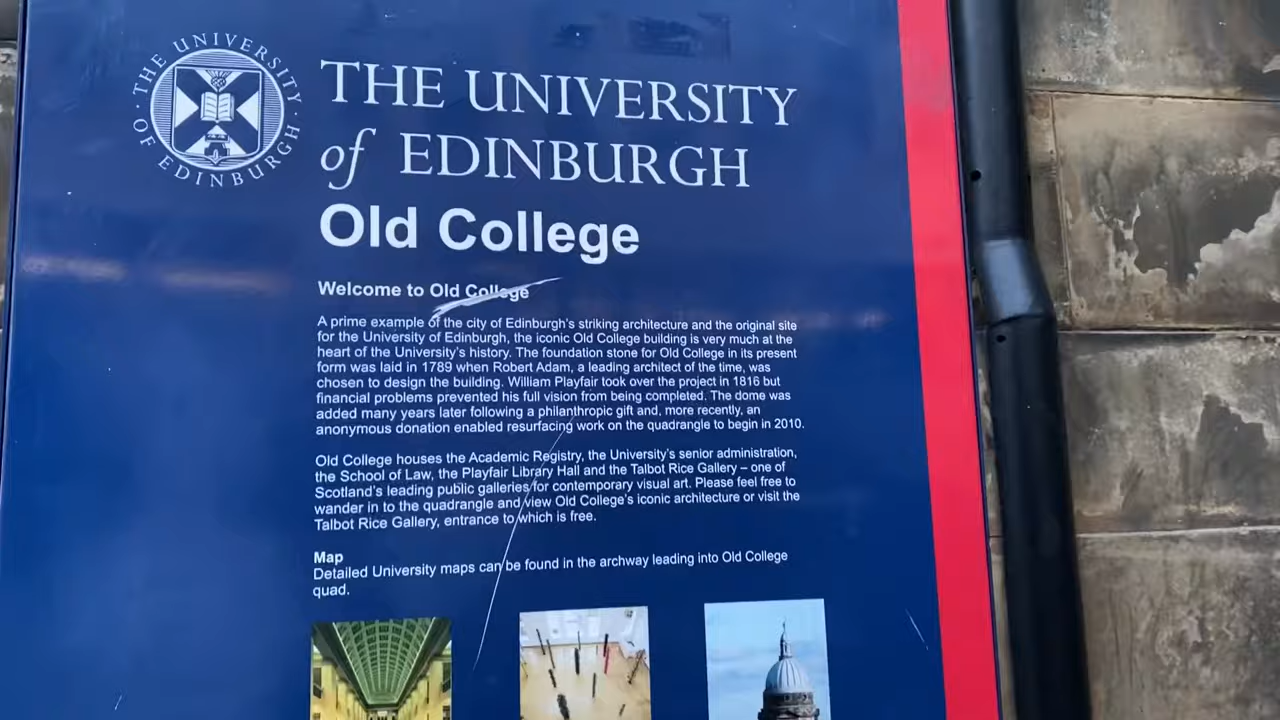 THE UNIVERSITY OF EDINBURGH
THE UNIVERSITY
of EDINBURGH
Old College
Welcome to Old College
A prime example of the city of Edinburgh's striking architecture and the original site
for the University of Edinburgh, the iconic Old College building is very much at the
heart of the University's history. The foundation stone for Old College in its present
form was laid in 1789 when Robert Adam, a leading architect of the time, was
chosen to design the building. William Playfair took over the project in 1816 but
financial problems prevented his full vision from being completed. The dome was
added many years later following a philanthropic gift and, more recently, an
anonymous donation enabled resurfacing work on the quadrangle to begin in 2010.
Old College houses the Academic Registry, the University's senior administration,
the School of Law, the Playfair Library Hall and the Talbot Rice Gallery – one of
Scotland's leading public galleries for contemporary visual art. Please feel free to
wander in to the quadrangle and view Old College's iconic architecture or visit the
Talbot Rice Gallery, entrance to which is free.
Map
Detailed University maps can be found in the archway leading into Old College
quad.